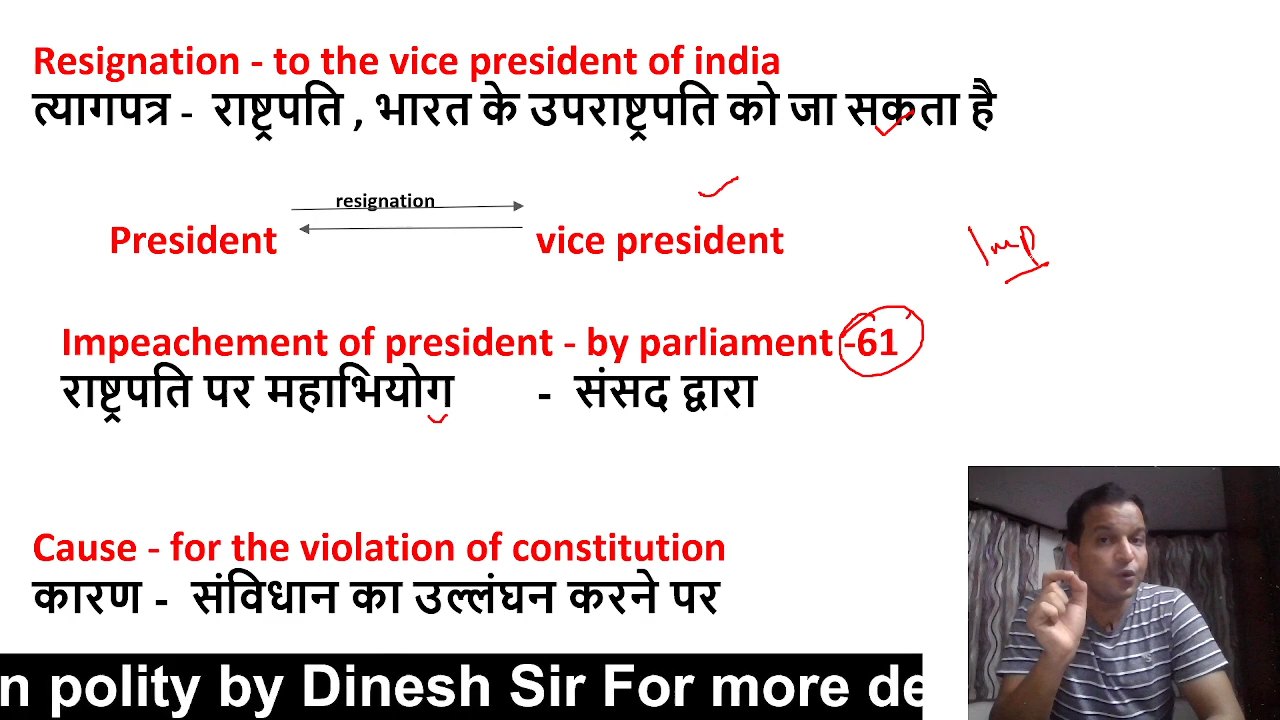 Resignation - to the vice president of india
त्यागपत्र - राष्ट्रपति , भारत के उपराष्ट्रपति को जा सकता है
resignation
President vice president
Imp
Impeachement of president - by parliament -61
राष्ट्रपति पर महाभियोग - संसद द्वारा
Cause - for the violation of constitution
कारण - संविधान का उल्लंघन करने पर
n polity by Dinesh Sir For more de